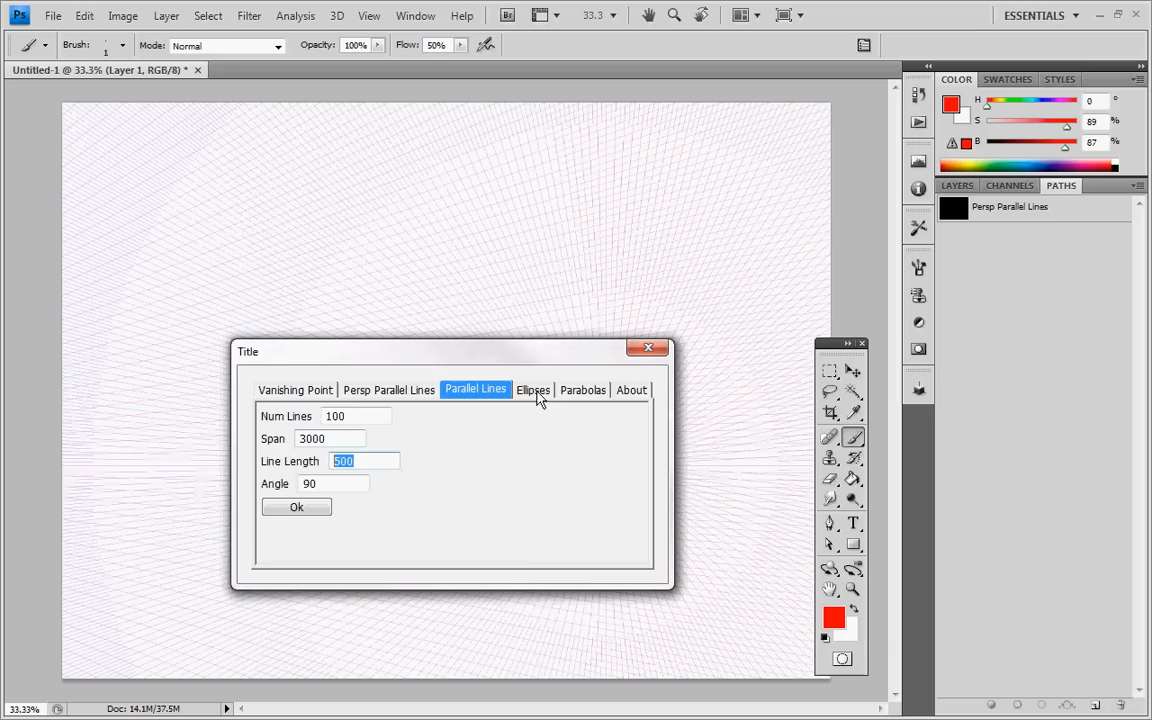 Ps File Edit Image Layer Select Filter Analysis 3D View Window Help Br 33.3 ESSENTIALS
Brush: 1 Mode: Normal Opacity: 100% Flow: 50%
Untitled-1 @ 33.3% (Layer 1, RGB/8) *
COLOR SWATCHES STYLES
H 0 °
S 89 %
B 87 %
LAYERS CHANNELS PATHS
Persp Parallel Lines
Title
Vanishing Point Persp Parallel Lines Parallel Lines Ellipses Parabolas About
Num Lines 100
Span 3000
Line Length 500
Angle 90
Ok
T
33.33% Doc: 14.1M/37.5M